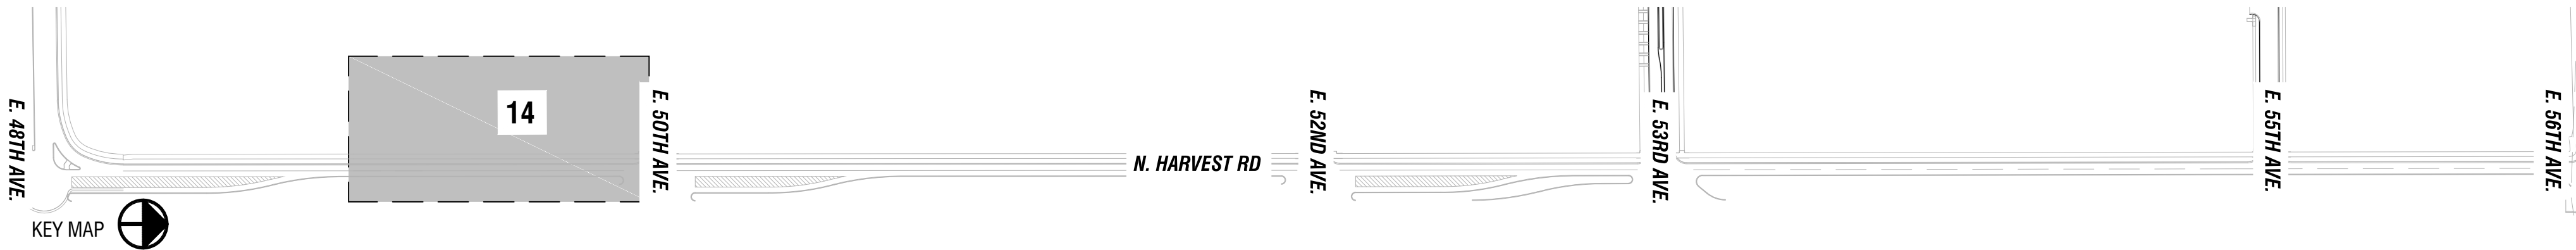 E. 48TH AVE.
14
E. 50TH AVE.
N. HARVEST RD
E. 52ND AVE.
E. 53RD AVE.
E. 55TH AVE.
E. 56TH AVE.
KEY MAP